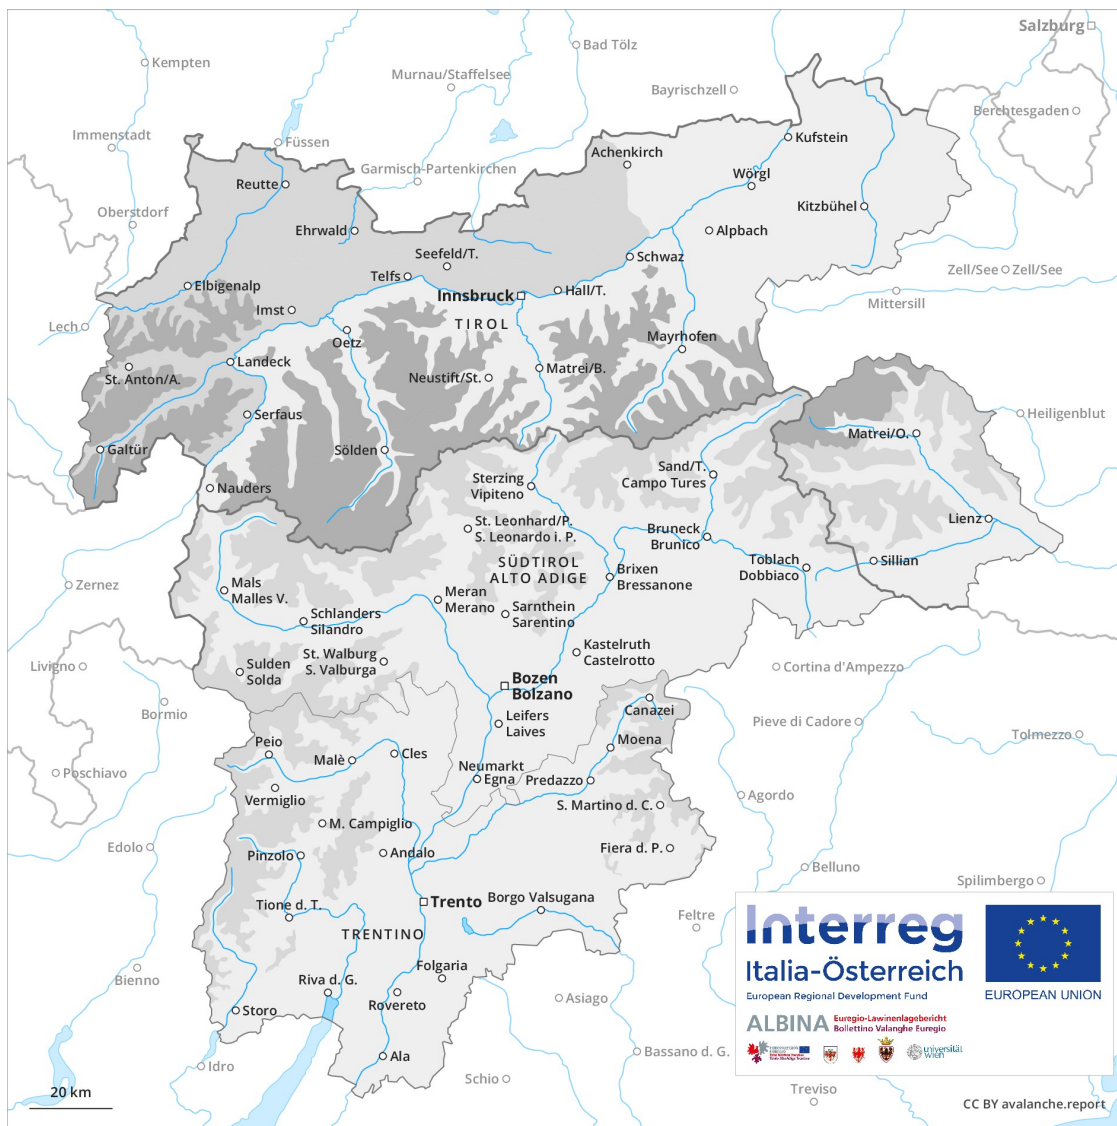 Salzburg
Kempten
Bad Tölz
Murnau/Staffelsee
Bayrischzell
Berchtesgaden
Immenstadt
Füssen
Kufstein
Achenkirch
Garmisch-Partenkirchen
Wörgl
Reutte
Kitzbühel
Oberstdorf
Ehrwald
Alpbach
Seefeld/T.
Schwaz
Telfs
Zell/See
Zell/See
Elbigenalp
Innsbruck
Hall/T.
Mittersill
Imst
TIROL
Lech
Oetz
Mayrhofen
Landeck
St. Anton/A.
Neustift/St.
Matrei/B.
Serfaus
Heiligenblut
Matrei/O.
Galtür
Sölden
Nauders
Sterzing
Vipiteno
Sand/T.
Campo Tures
St. Leonhard/P.
S. Leonardo i. P.
Lienz
Bruneck
Brunico
SÜDTIROL
ALTO ADIGE
Toblach
Dobbiaco
Sillian
Brixen
Bressanone
Zernez
Mals
Malles V.
Meran
Merano
Schlanders
Silandro
Sarnthein
Sarentino
Kastelruth
Castelrotto
Livigno
Sulden
Solda
St. Walburg
S. Valburga
Cortina d'Ampezzo
Bozen
Bolzano
Bormio
Canazei
Leifers
Laives
Pieve di Cadore
Tolmezzo
Moena
Peio
Malè
Cles
Poschiavo
Neumarkt
Egna
Predazzo
Vermiglio
Agordo
S. Martino d. C.
M. Campiglio
Edolo
Pinzolo
Andalo
Fiera d. P.
Belluno
Spilimbergo
Tione d. T.
Trento
Borgo Valsugana
Feltre
TRENTINO
Interreg
Italia-Österreich
European Regional Development Fund
EUROPEAN UNION
Folgaria
Bienno
Riva d. G.
Rovereto
Asiago
Storo
ALBINA
Euregio-Lawinenlagebericht
Bollettino Valanghe Euregio
universität
wien
Ala
Bassano d. G.
Idro
Schio
Treviso
20 km
CC BY avalanche.report